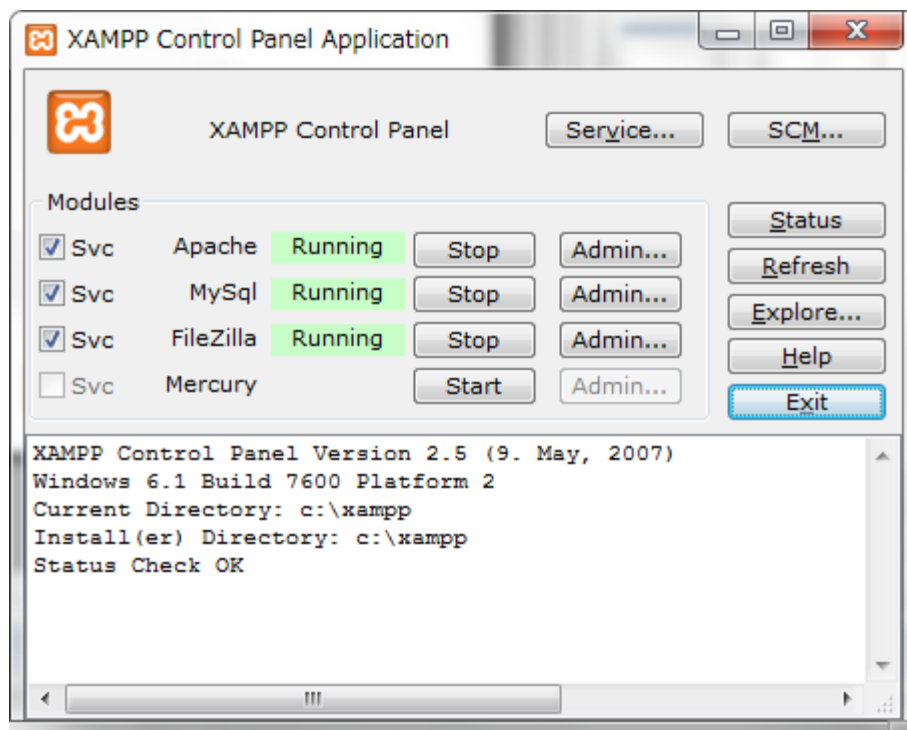 XAMPP Control Panel Application
XAMPP Control Panel Service... SCM...
Modules
Status
Svc Apache Running Stop Admin...
Refresh
Svc MySql Running Stop Admin...
Explore...
Svc FileZilla Running Stop Admin...
Help
Svc Mercury Start Admin...
Exit
XAMPP Control Panel Version 2.5 (9. May, 2007)
Windows 6.1 Build 7600 Platform 2
Current Directory: c:\xampp
Install(er) Directory: c:\xampp
Status Check OK